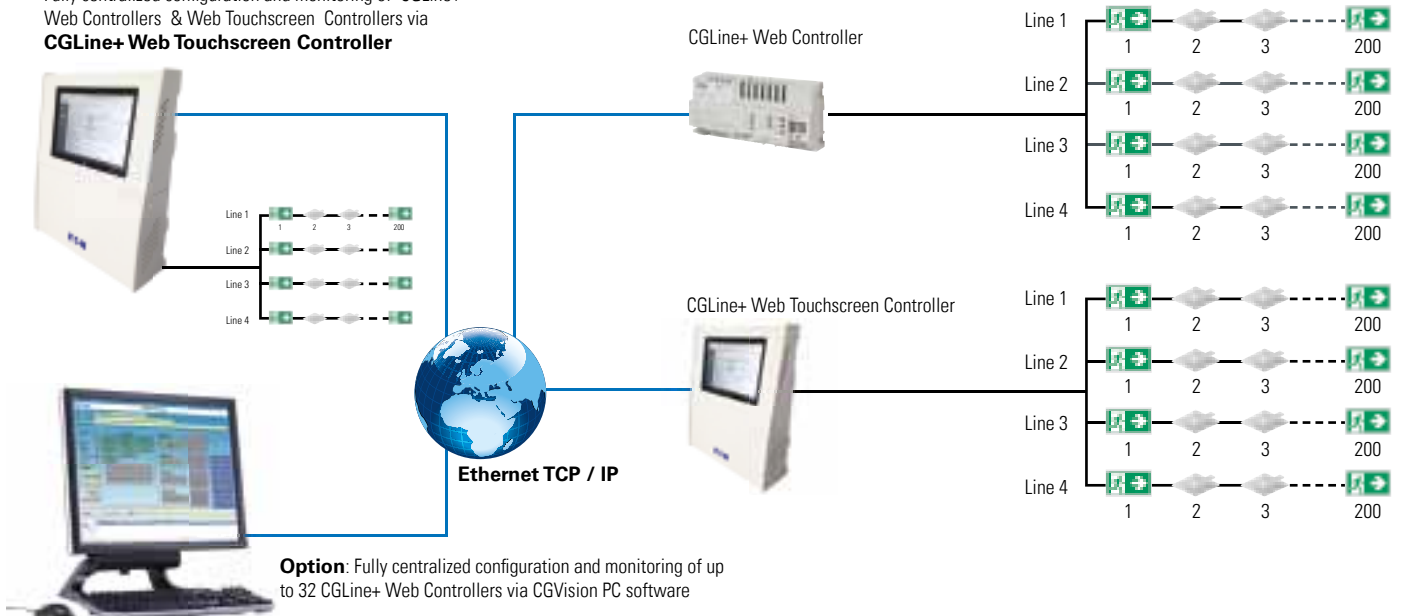 Web Controllers & Web Touchscreen Controllers via
CGLine+ Web Touchscreen Controller
Line 1
1 2 3 200
Line 2
Line 3
Line 4
CGLine+ Web Controller
Line 1
1 2 3 200
Line 2
1 2 3 200
Line 3
1 2 3 200
Line 4
1 2 3 200
CGLine+ Web Touchscreen Controller
Line 1
1 2 3 200
Line 2
1 2 3 200
Line 3
1 2 3 200
Line 4
1 2 3 200
Ethernet TCP / IP
Option: Fully centralized configuration and monitoring of up
to 32 CGLine+ Web Controllers via CGVision PC software